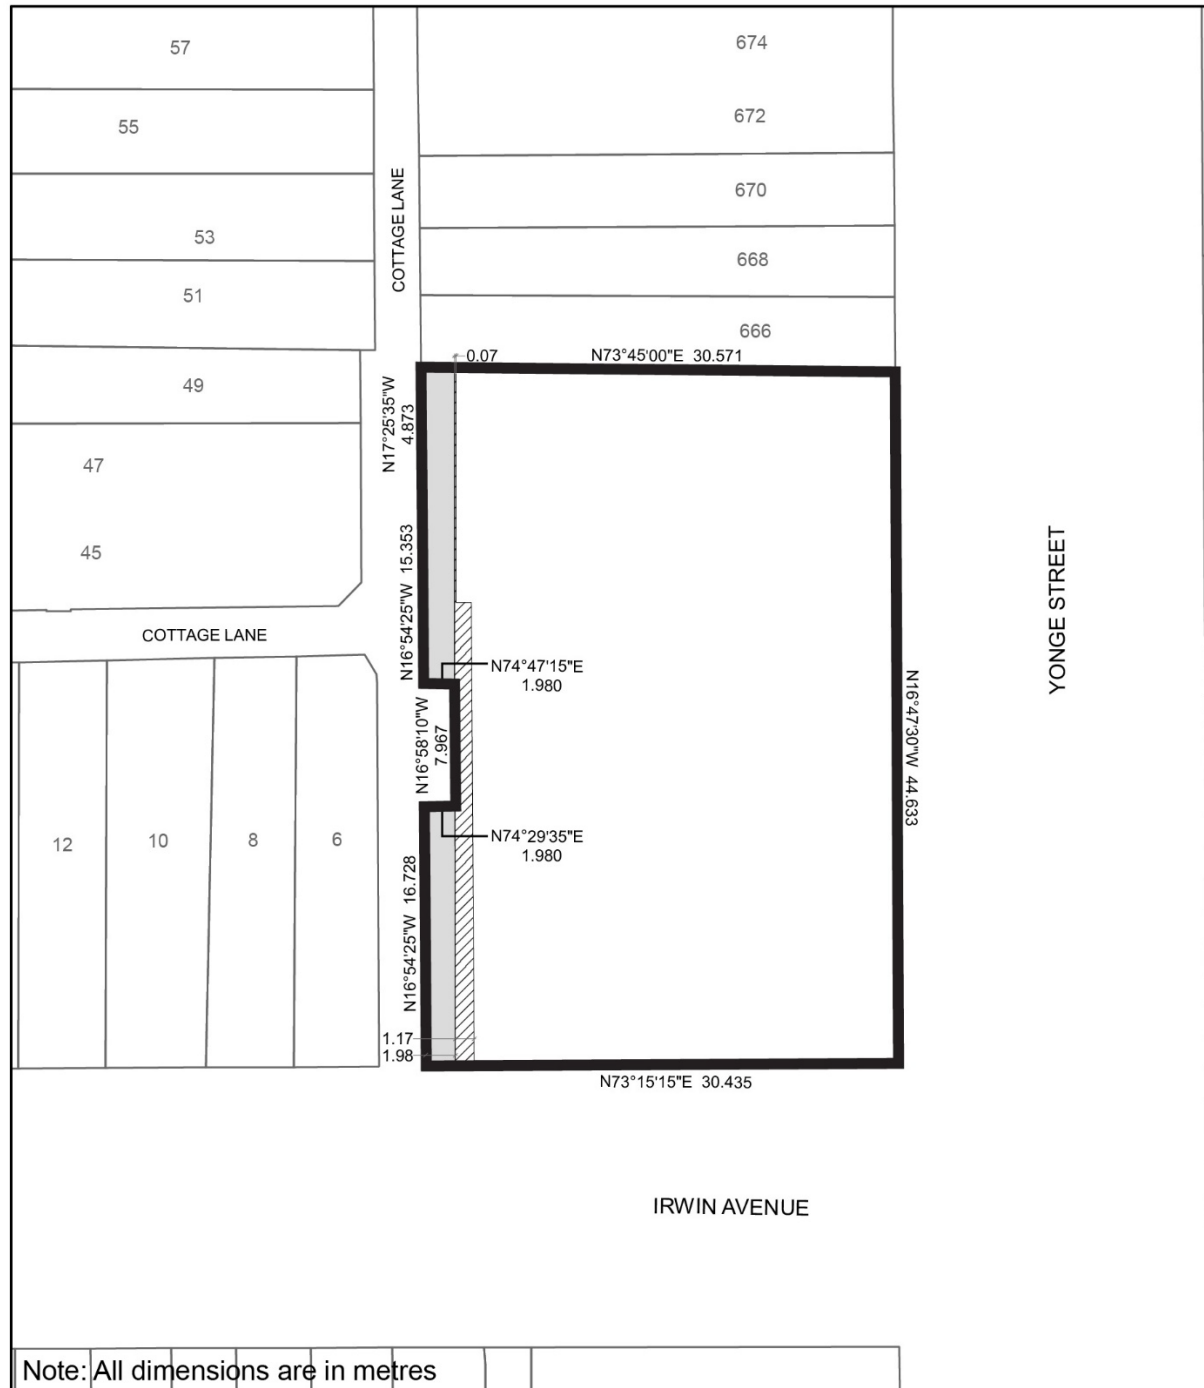 57
674
55
672
COTTAGE LANE
670
53
668
51
666
0.07
N73°45'00"E 30.571
49
N17°25'35"W
4.873
47
45
N16°54'25"W 15.353
YONGE STREET
COTTAGE LANE
N74°47'15"E
1.980
N16°58'10"W
7.967
N16°47'30"W 44.633
12
10
8
6
N74°29'35"E
1.980
N16°54'25"W 16.728
1.17
1.98
N73°15'15"E 30.435
IRWIN AVENUE
Note: All dimensions are in metres